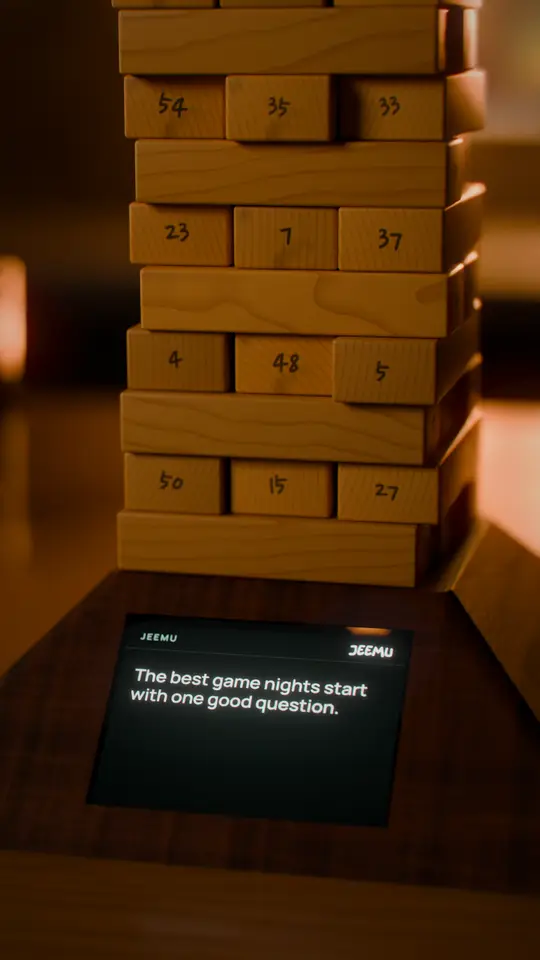 54 35 33
23 7 37
4 48 5
50 15 27
JEEMU JEEMU
The best game nights start
with one good question.